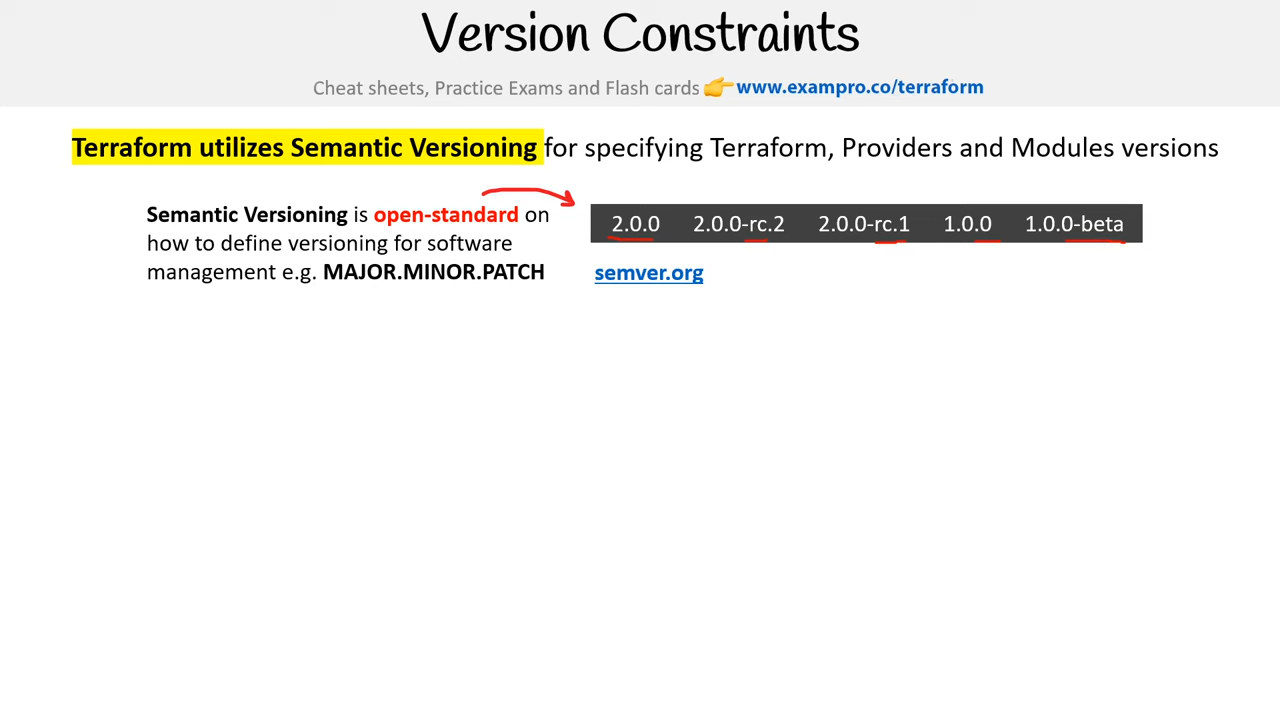 Version Constraints
Cheat sheets, Practice Exams and Flash cards 👉 www.exampro.co/terraform
Terraform utilizes Semantic Versioning for specifying Terraform, Providers and Modules versions
Semantic Versioning is open-standard on
how to define versioning for software
management e.g. MAJOR.MINOR.PATCH
2.0.0 2.0.0-rc.2 2.0.0-rc.1 1.0.0 1.0.0-beta
semver.org